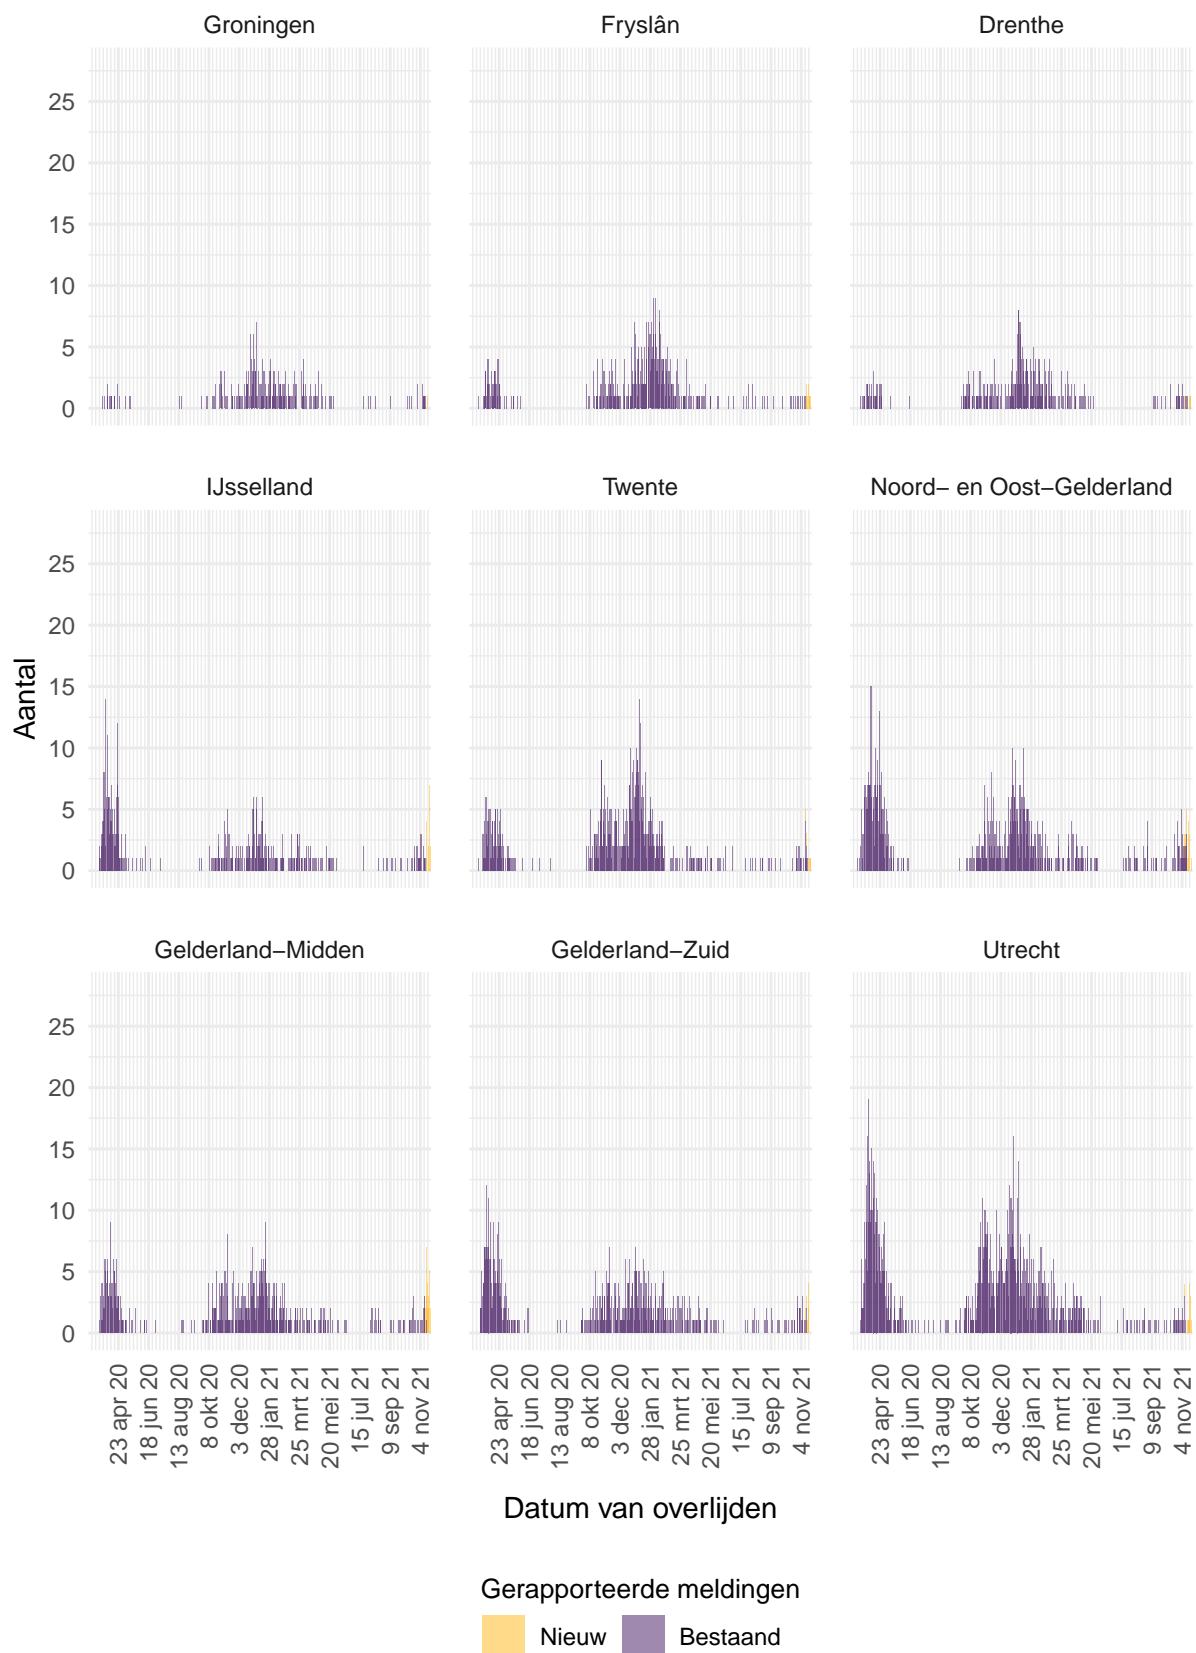 Groningen Fryslân Drenthe
25
20
15
10
5
0
IJsselland Twente Noord− en Oost−Gelderland
25
20
15
10
5
0
Aantal
Gelderland−Midden Gelderland−Zuid Utrecht
25
20
15
10
5
0
23 apr 20 18 jun 20 13 aug 20 8 okt 20 3 dec 20 28 jan 21 25 mrt 21 20 mei 21 15 jul 21 9 sep 21 4 nov 21 23 apr 20 18 jun 20 13 aug 20 8 okt 20 3 dec 20 28 jan 21 25 mrt 21 20 mei 21 15 jul 21 9 sep 21 4 nov 21 23 apr 20 18 jun 20 13 aug 20 8 okt 20 3 dec 20 28 jan 21 25 mrt 21 20 mei 21 15 jul 21 9 sep 21 4 nov 21
Datum van overlijden
Gerapporteerde meldingen
Nieuw Bestaand